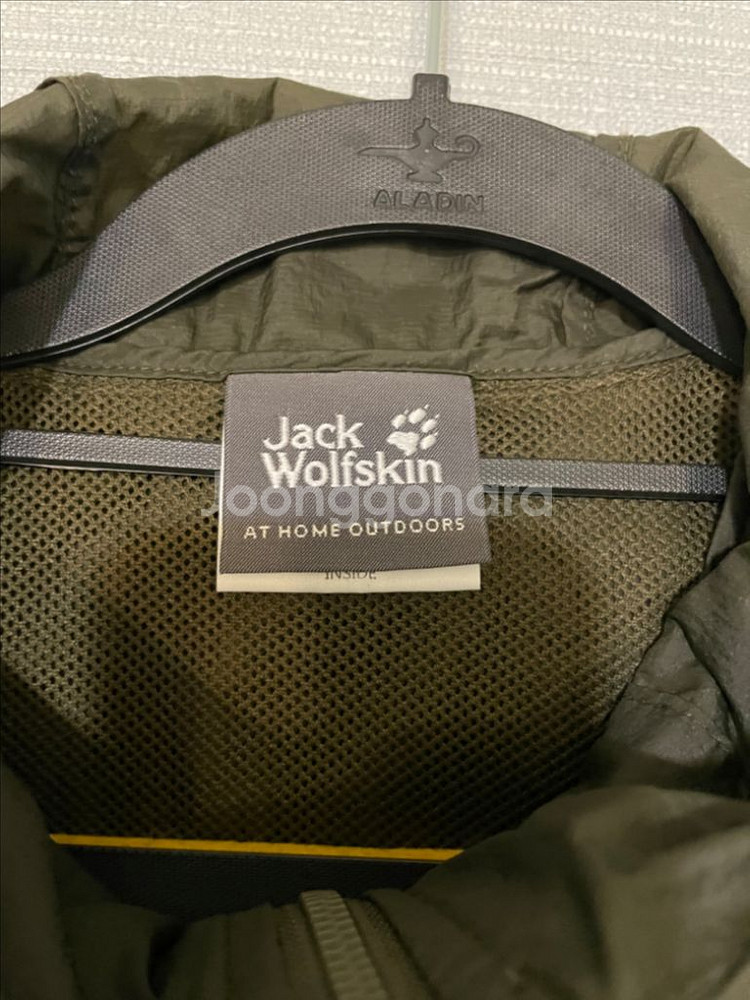 ALADIN
Jack
Wolfskin
Joonggonara
AT HOME OUTDOORS
INSIDE